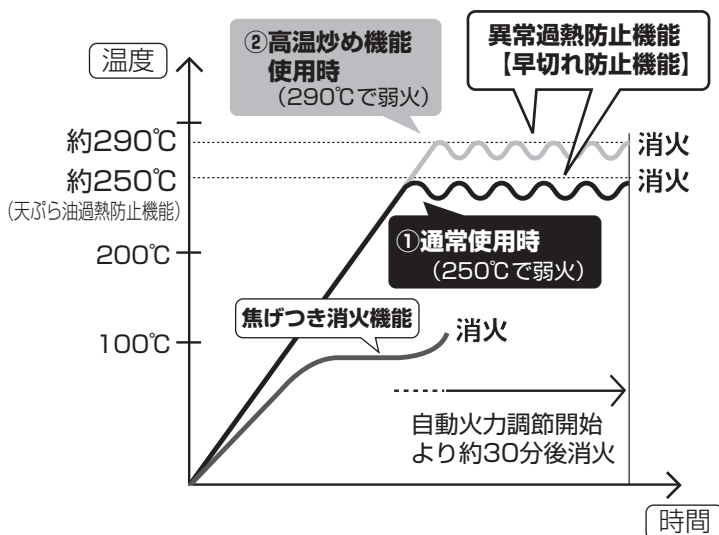 温度
②高温炒め機能
使用時
(290℃で弱火)
異常過熱防止機能
【早切れ防止機能】
約290℃
消火
約250℃
消火
(天ぷら油過熱防止機能)
①通常使用時
(250℃で弱火)
200℃
焦げつき消火機能
消火
100℃
自動火力調節開始
より約30分後消火
時間